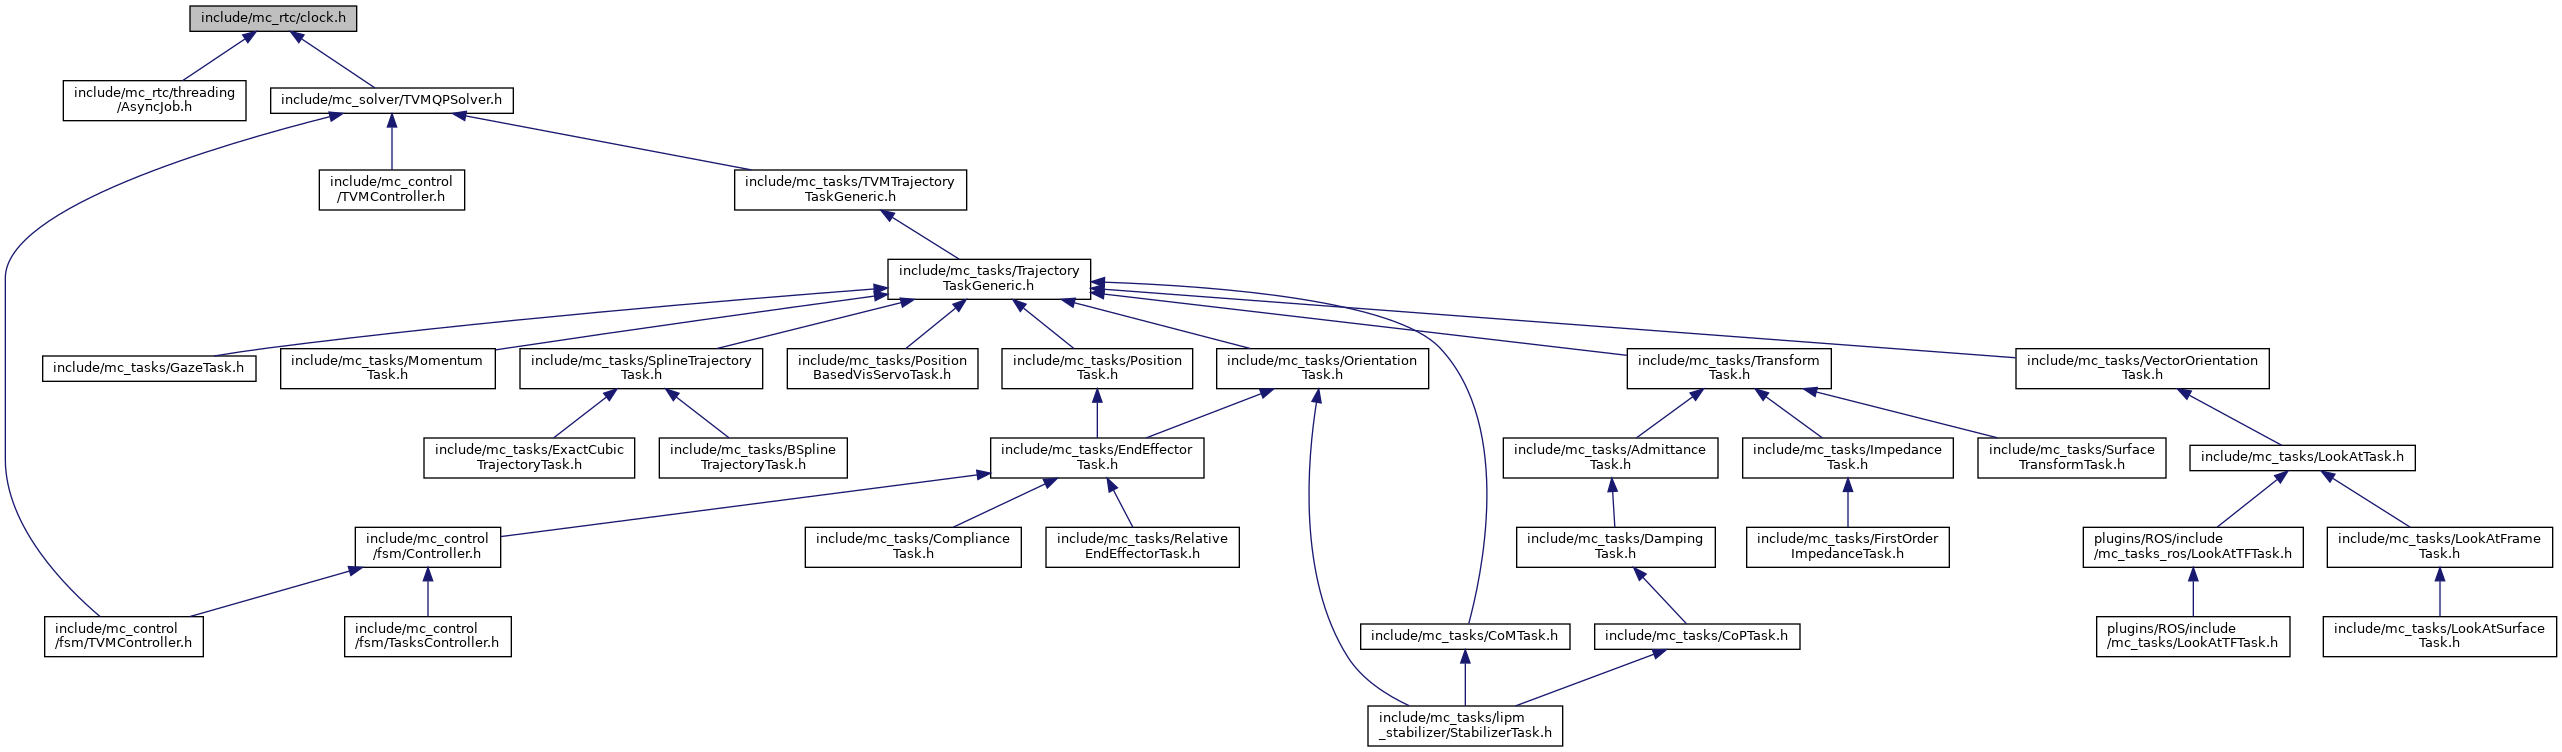 include/mc_rtc/clock.h
include/mc_rtc/threading
/AsyncJob.h
include/mc_solver/TVMQPSolver.h
include/mc_control
/TVMController.h
include/mc_tasks/TVMTrajectory
TaskGeneric.h
include/mc_tasks/Trajectory
TaskGeneric.h
include/mc_tasks/GazeTask.h
include/mc_tasks/Momentum
Task.h
include/mc_tasks/SplineTrajectory
Task.h
include/mc_tasks/Position
BasedVisServoTask.h
include/mc_tasks/Position
Task.h
include/mc_tasks/Orientation
Task.h
include/mc_tasks/Transform
Task.h
include/mc_tasks/VectorOrientation
Task.h
include/mc_tasks/ExactCubic
TrajectoryTask.h
include/mc_tasks/BSpline
TrajectoryTask.h
include/mc_tasks/EndEffector
Task.h
include/mc_tasks/Admittance
Task.h
include/mc_tasks/Impedance
Task.h
include/mc_tasks/Surface
TransformTask.h
include/mc_tasks/LookAtTask.h
include/mc_control
/fsm/Controller.h
include/mc_tasks/Compliance
Task.h
include/mc_tasks/Relative
EndEffectorTask.h
include/mc_tasks/Damping
Task.h
include/mc_tasks/FirstOrder
ImpedanceTask.h
plugins/ROS/include
/mc_tasks_ros/LookAtTFTask.h
include/mc_tasks/LookAtFrame
Task.h
include/mc_control
/fsm/TVMController.h
include/mc_control
/fsm/TasksController.h
include/mc_tasks/CoMTask.h
include/mc_tasks/CoPTask.h
plugins/ROS/include
/mc_tasks/LookAtTFTask.h
include/mc_tasks/LookAtSurface
Task.h
include/mc_tasks/lipm
_stabilizer/StabilizerTask.h